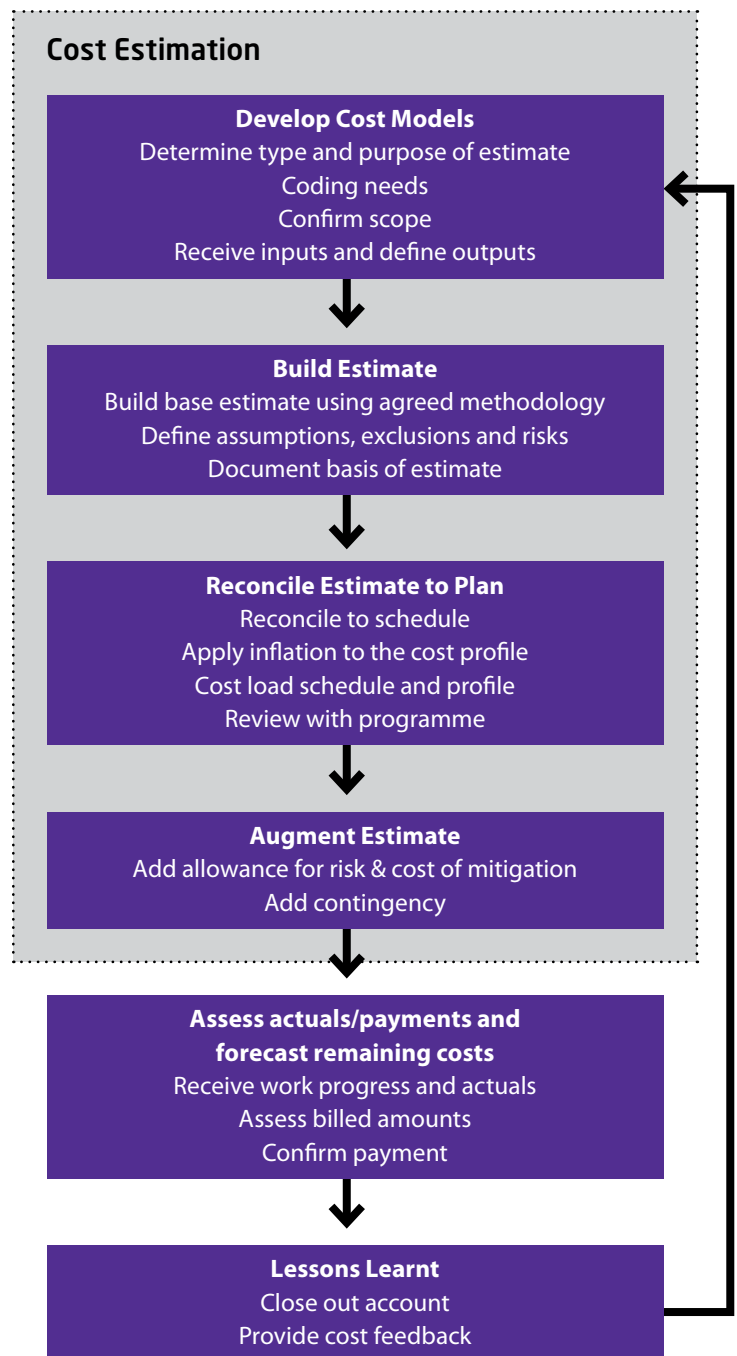 Cost Estimation
Develop Cost Models
Determine type and purpose of estimate
Coding needs
Confirm scope
Receive inputs and define outputs
Build Estimate
Build base estimate using agreed methodology
Define assumptions, exclusions and risks
Document basis of estimate
Reconcile Estimate to Plan
Reconcile to schedule
Apply inflation to the cost profile
Cost load schedule and profile
Review with programme
Augment Estimate
Add allowance for risk & cost of mitigation
Add contingency
Assess actuals/payments and
forecast remaining costs
Receive work progress and actuals
Assess billed amounts
Confirm payment
Lessons Learnt
Close out account
Provide cost feedback